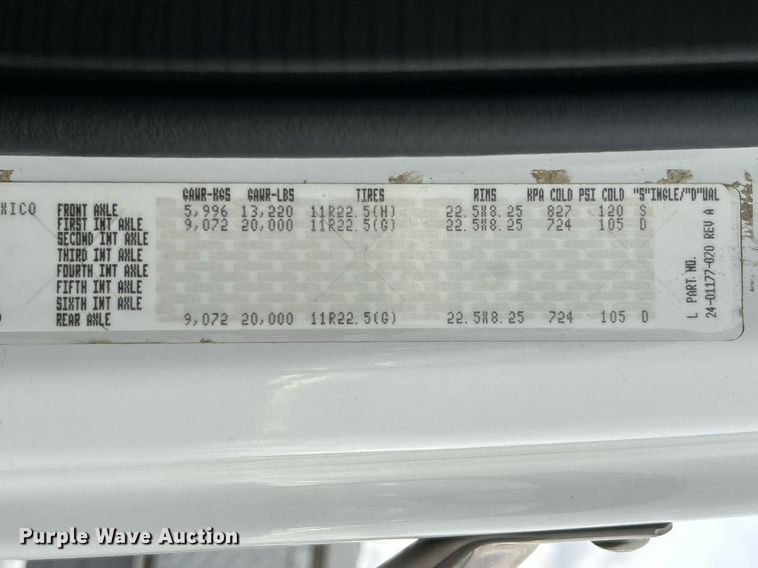 GAWR-KGS GAWR-LBS TIRES RIMS KPA COLD PSI COLD "S"INGLE/"D"UAL
XICO FRONT AXLE 5,996 13,220 11R22.5(H) 22.5X8.25 827 120 S
FIRST INT AXLE 9,072 20,000 11R22.5(G) 22.5X8.25 724 105 D
SECOND INT AXLE
THIRD INT AXLE
FOURTH INT AXLE
FIFTH INT AXLE
SIXTH INT AXLE
REAR AXLE 9,072 20,000 11R22.5(G) 22.5X8.25 724 105 D
L PART NO.
24-01177-020 REV A
Purple Wave Auction